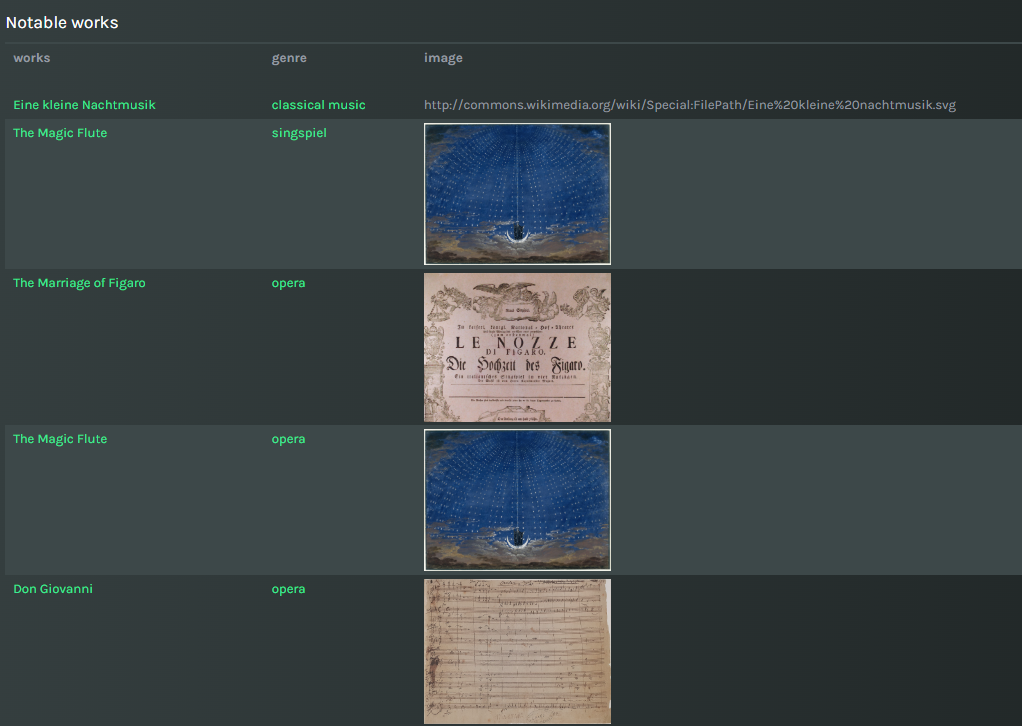 Notable works
works genre image
Eine kleine Nachtmusik classical music http://commons.wikimedia.org/wiki/Special:FilePath/Eine%20kleine%20nachtmusik.svg
The Magic Flute singspiel
The Marriage of Figaro opera
LE NOZZE
DI FIGARO.
Die Hochzeit des Figaro.
The Magic Flute opera
Don Giovanni opera